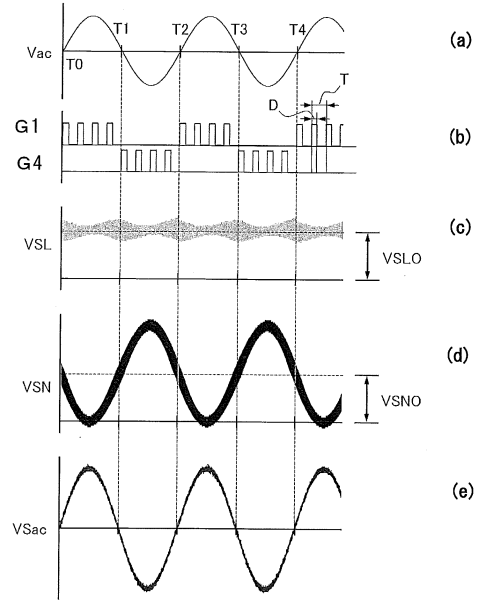 T1 T2 T3 T4
(a)
Vac
T0
T
D
G1
(b)
G4
(c)
VSL
VSLO
(d)
VSN
VSNO
(e)
VSac